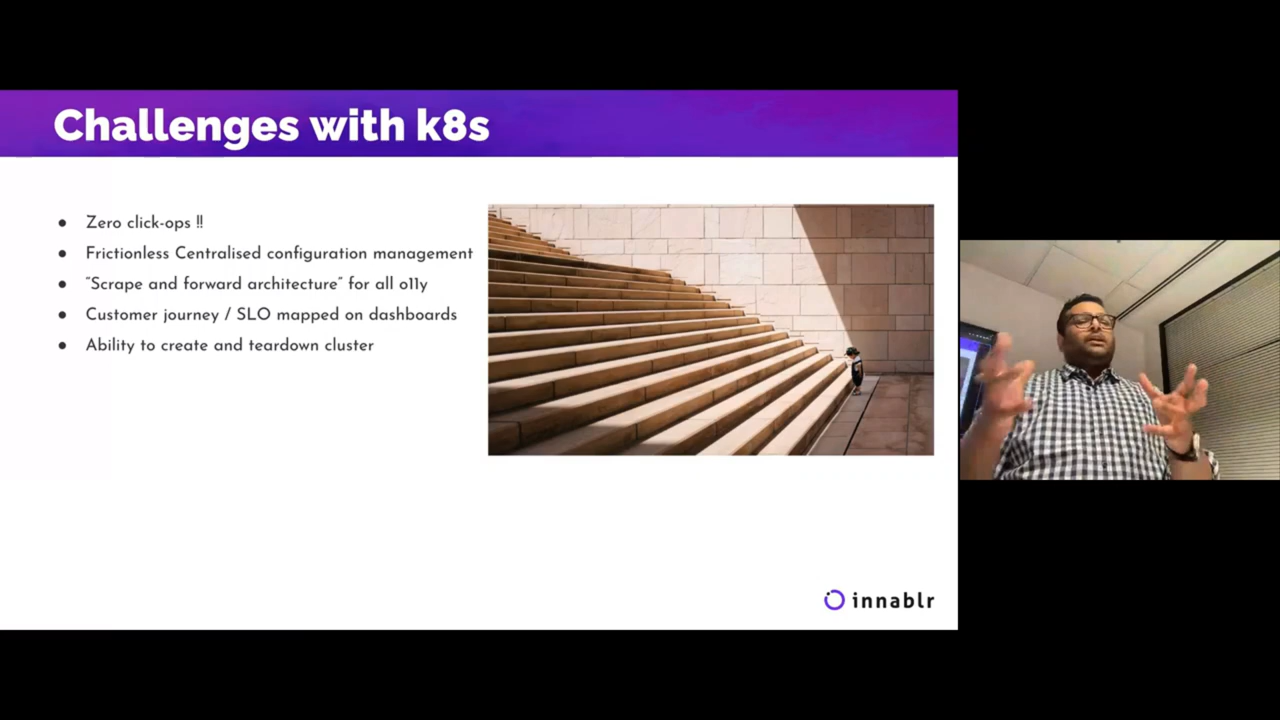 Challenges with k8s
● Zero click-ops !!
● Frictionless Centralised configuration management
● “Scrape and forward architecture” for all o11y
● Customer journey / SLO mapped on dashboards
● Ability to create and teardown cluster
innablr